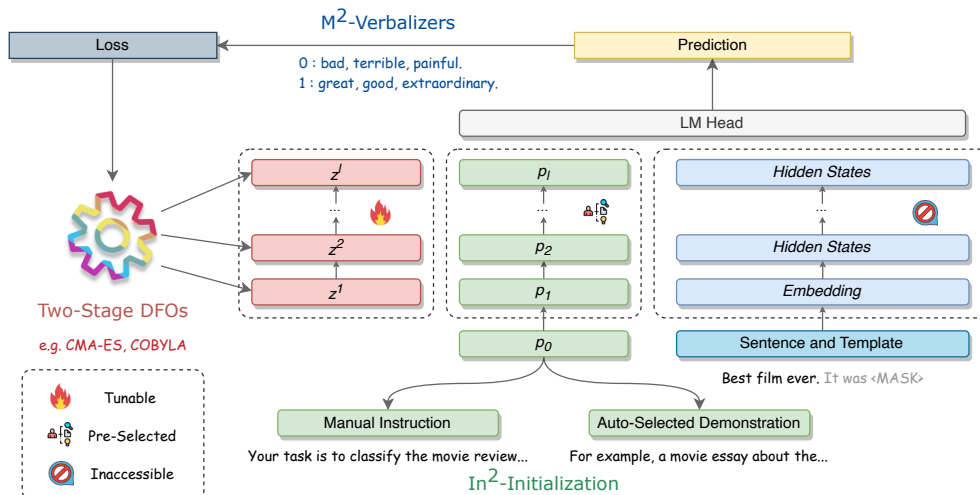 M²-Verbalizers
Loss
Prediction
0 : bad, terrible, painful.
1 : great, good, extraordinary.
LM Head
z^l
p_l
Hidden States
...
...
...
z²
p₂
Hidden States
z¹
p₁
Embedding
Two-Stage DFOs
p₀
Sentence and Template
e.g. CMA-ES, COBYLA
Best film ever. It was <MASK>
Tunable
Manual Instruction
Auto-Selected Demonstration
Pre-Selected
Your task is to classify the movie review...
For example, a movie essay about the...
Inaccessible
In²-Initialization